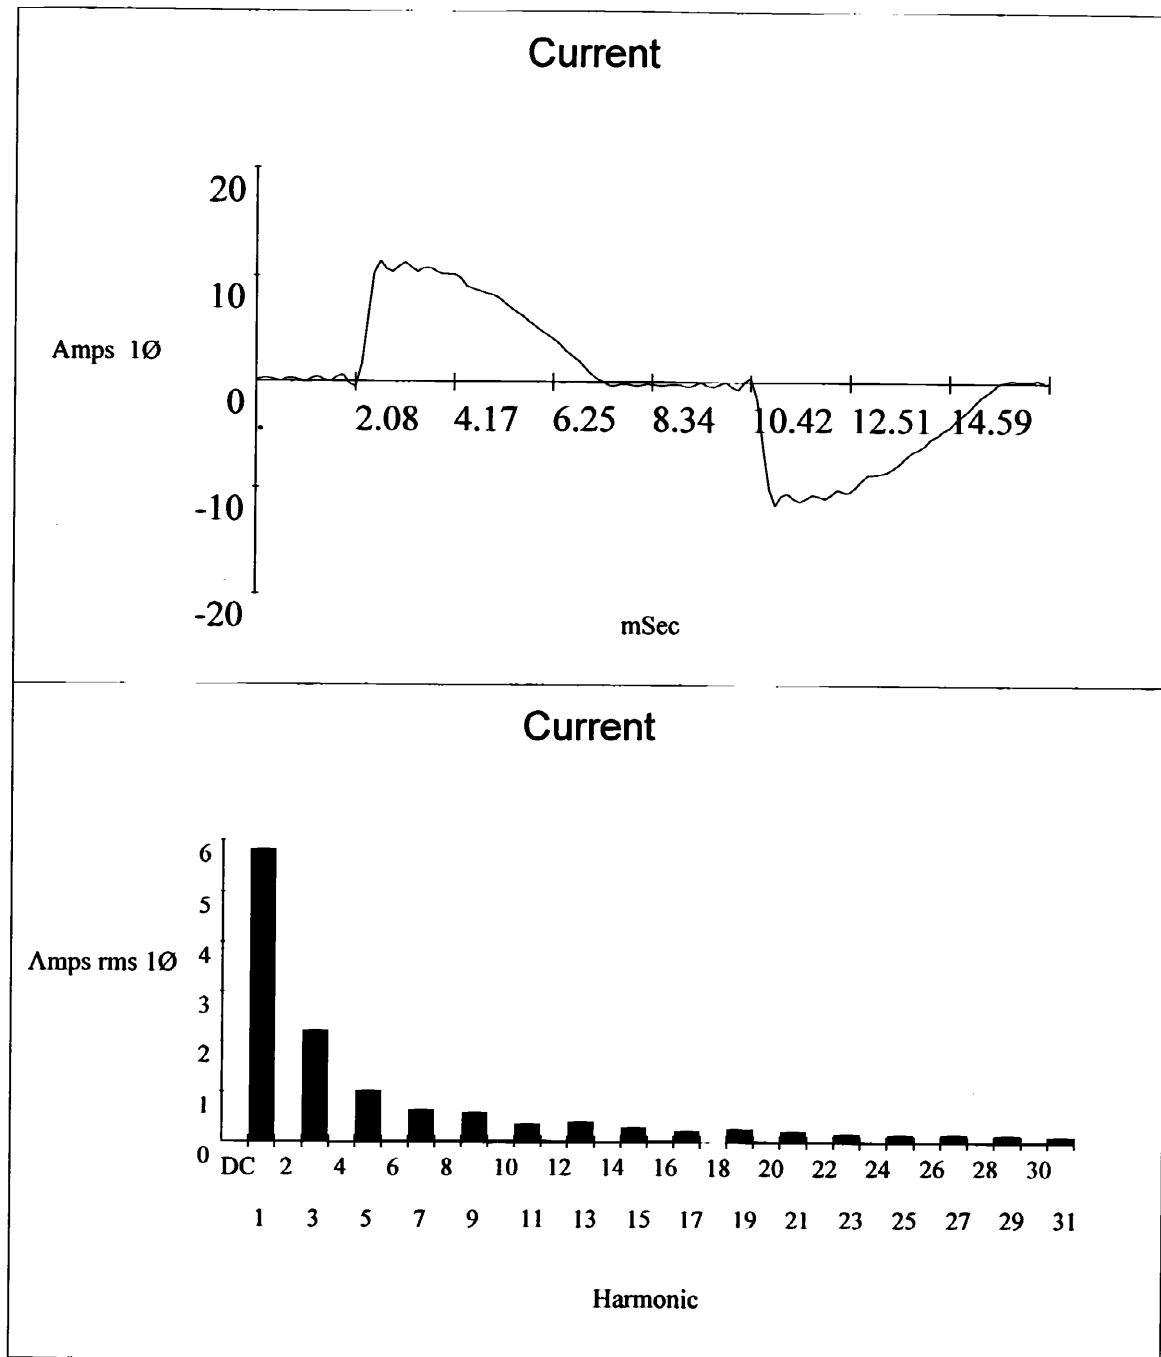 Current
20
10
Amps 1Ø
0
2.08 4.17 6.25 8.34 10.42 12.51 14.59
-10
-20
mSec
Current
6
5
4
Amps rms 1Ø
3
2
1
0
DC 2 4 6 8 10 12 14 16 18 20 22 24 26 28 30
1 3 5 7 9 11 13 15 17 19 21 23 25 27 29 31
Harmonic